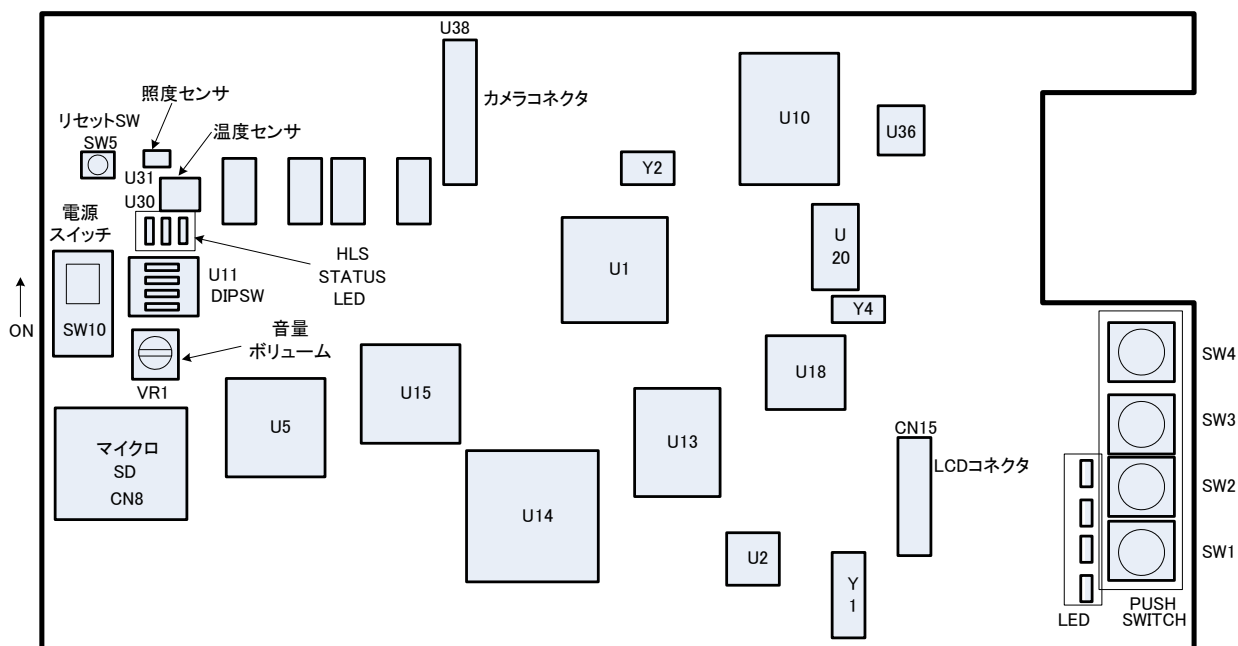 U38
照度センサ
カメラコネクタ
リセットSW
SW5
温度センサ
U10
U36
Y2
U31
U30
電源
スイッチ
HLS
STATUS
LED
U11
DIPSW
U1
U
20
ON
SW10
音量
ボリューム
Y4
VR1
U15
U18
SW4
U5
U13
CN15
SW3
マイクロ
SD
CN8
LCDコネクタ
SW2
U14
U2
SW1
Y
1
LED
PUSH
SWITCH